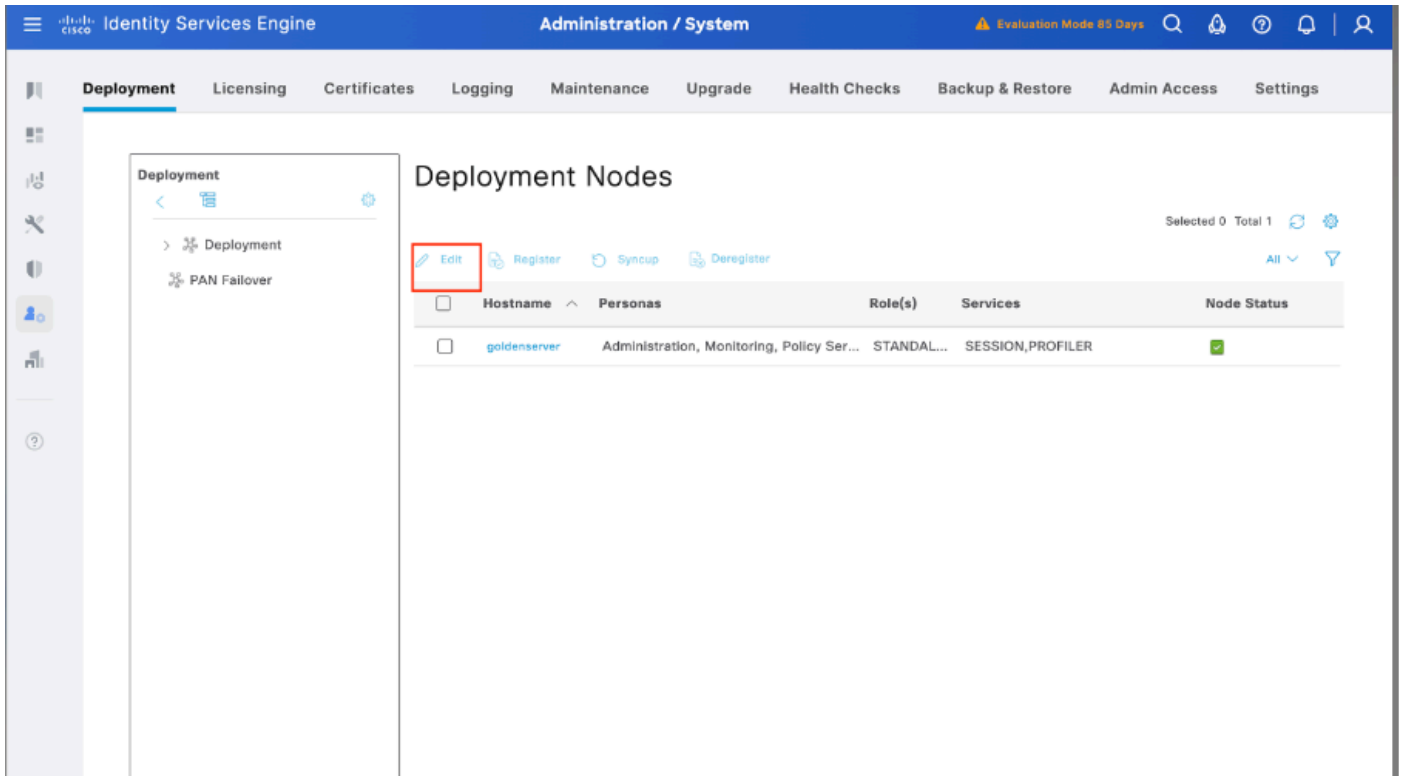 cisco Identity Services Engine Administration / System Evaluation Mode 85 Days
Deployment Licensing Certificates Logging Maintenance Upgrade Health Checks Backup & Restore Admin Access Settings
Deployment
Deployment
PAN Failover
Deployment Nodes
Selected 0 Total 1
Edit Register Syncup Deregister All
Hostname Personas Role(s) Services Node Status
goldenserver Administration, Monitoring, Policy Ser... STANDAL... SESSION,PROFILER